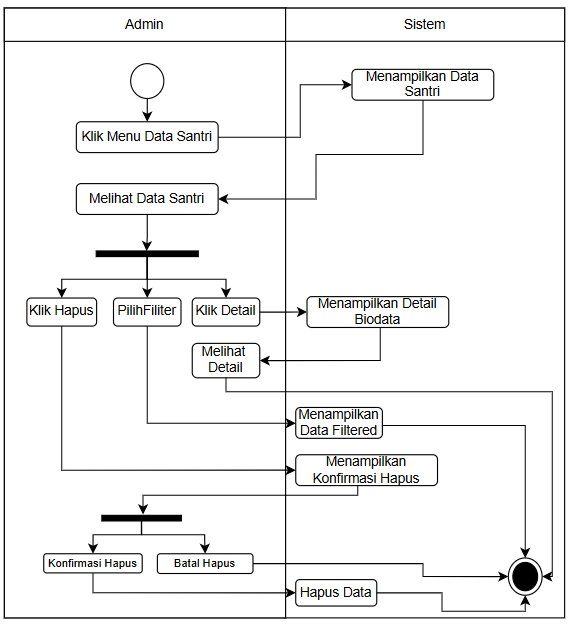 Admin
Sistem
Menampilkan Data
Santri
Klik Menu Data Santri
Melihat Data Santri
Klik Hapus
PilihFiliter
Klik Detail
Menampilkan Detail
Biodata
Melihat
Detail
Menampilkan
Data Filtered
Menampilkan
Konfirmasi Hapus
Konfirmasi Hapus
Batal Hapus
Hapus Data